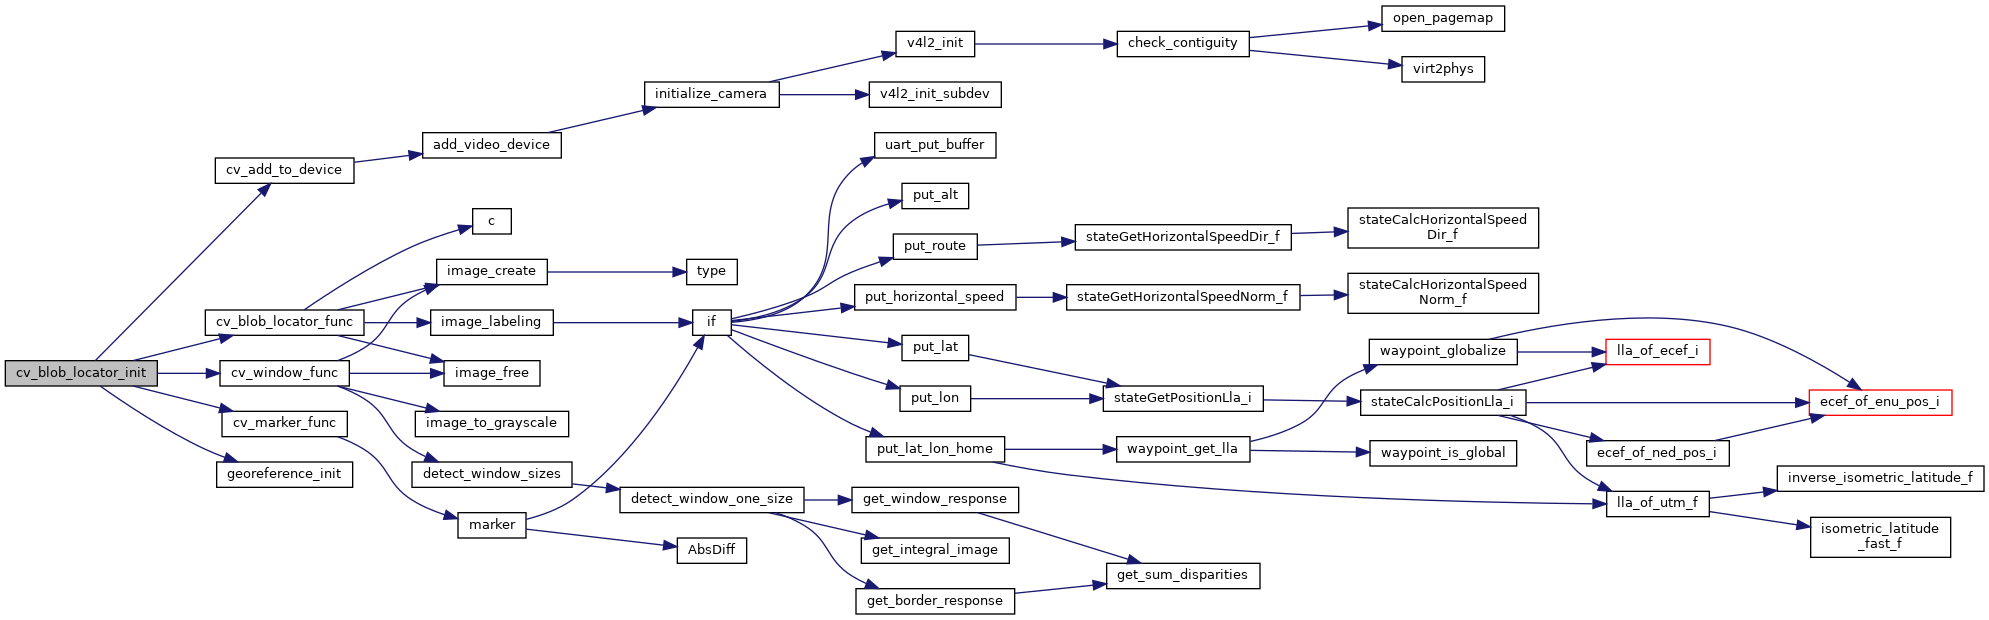 open_pagemap
v4l2_init
check_contiguity
virt2phys
initialize_camera
v4l2_init_subdev
add_video_device
uart_put_buffer
cv_add_to_device
put_alt
c
stateCalcHorizontalSpeed
Dir_f
stateGetHorizontalSpeedDir_f
put_route
image_create
type
stateCalcHorizontalSpeed
Norm_f
put_horizontal_speed
stateGetHorizontalSpeedNorm_f
cv_blob_locator_func
image_labeling
if
put_lat
waypoint_globalize
lla_of_ecef_i
cv_blob_locator_init
cv_window_func
image_free
put_lon
stateGetPositionLla_i
stateCalcPositionLla_i
ecef_of_enu_pos_i
cv_marker_func
image_to_grayscale
put_lat_lon_home
waypoint_get_lla
waypoint_is_global
ecef_of_ned_pos_i
georeference_init
detect_window_sizes
inverse_isometric_latitude_f
detect_window_one_size
get_window_response
lla_of_utm_f
marker
isometric_latitude
_fast_f
AbsDiff
get_integral_image
get_sum_disparities
get_border_response